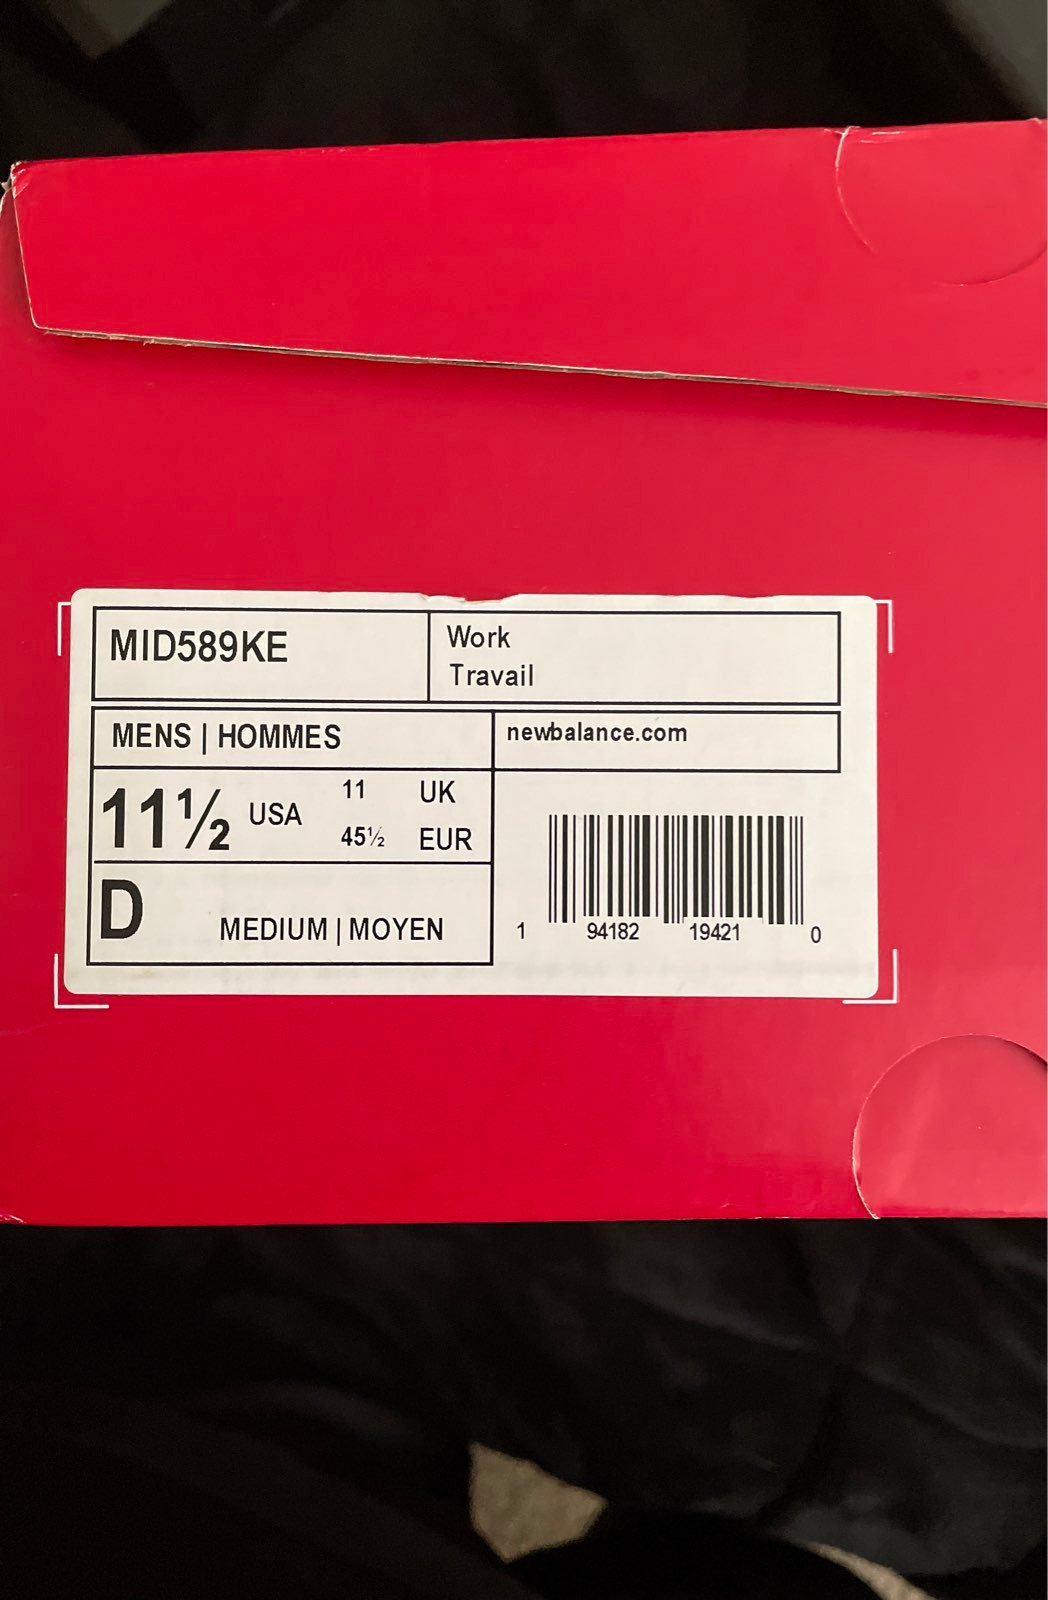 MID589KE
Work
Travail
MENS | HOMMES
newbalance.com
11½ USA
11 UK
45½ EUR
D MEDIUM | MOYEN
1 94182 19421 0